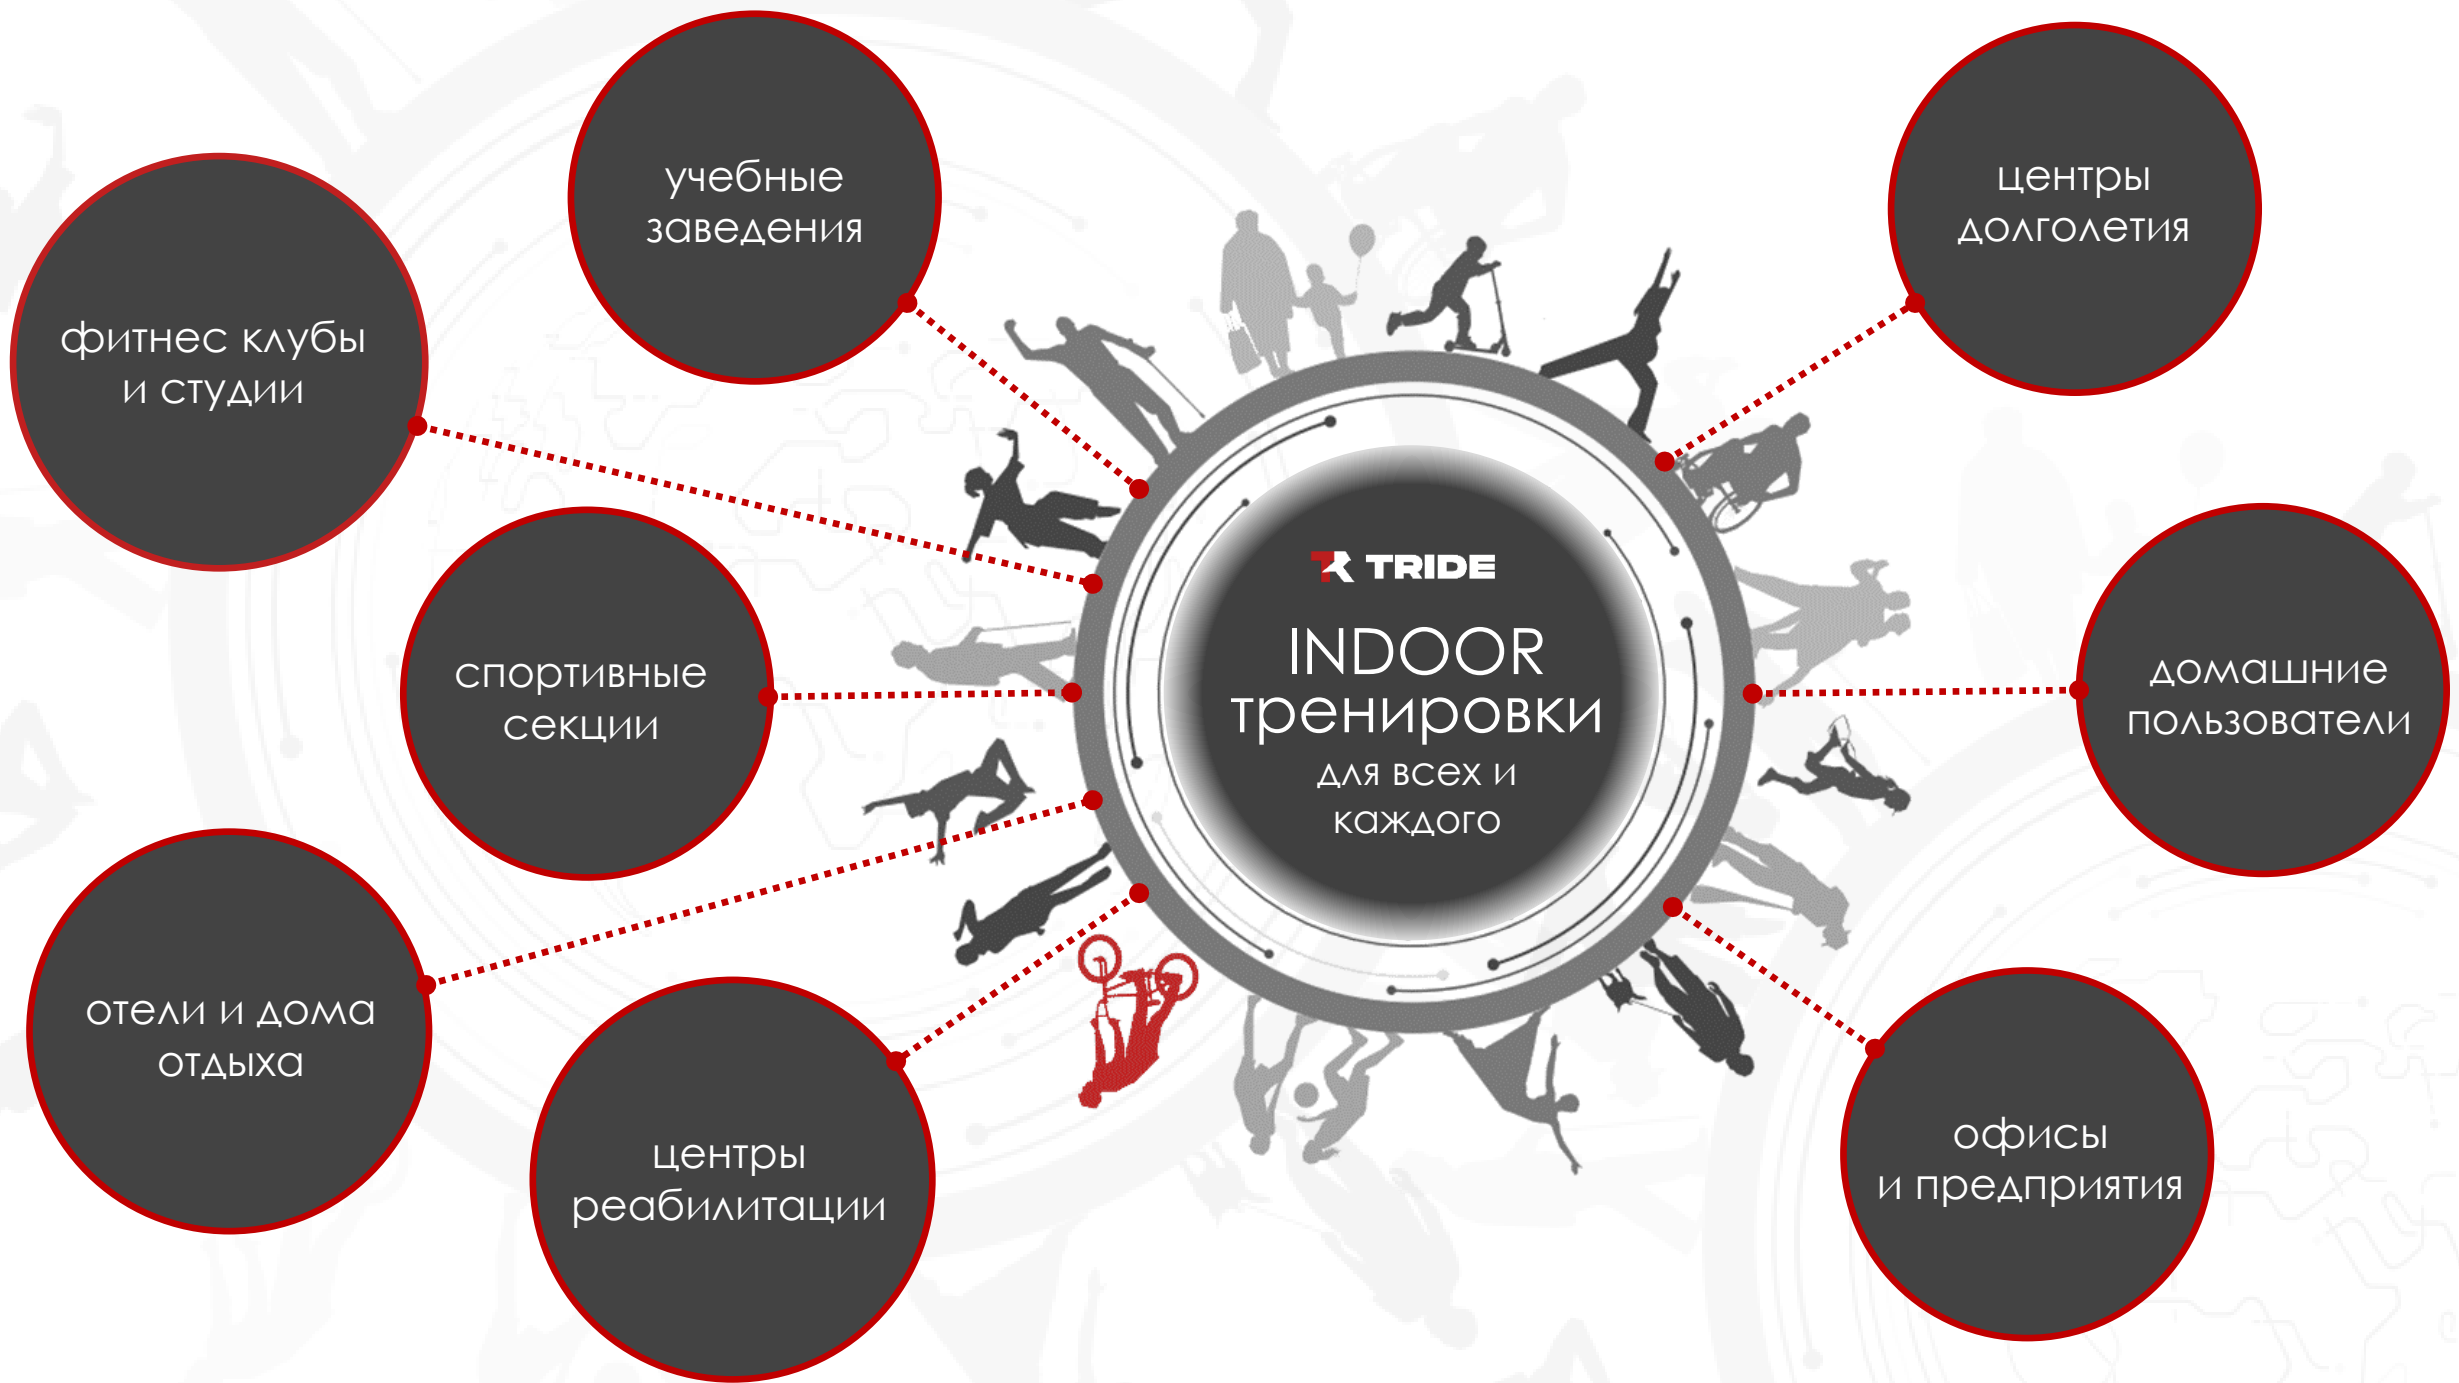 учебные
заведения
центры
долголетия
фитнес клубы
и студии
TRIDE
INDOOR
тренировки
для всех и
каждого
спортивные
секции
домашние
пользователи
отели и дома
отдыха
центры
реабилитации
офисы
и предприятия